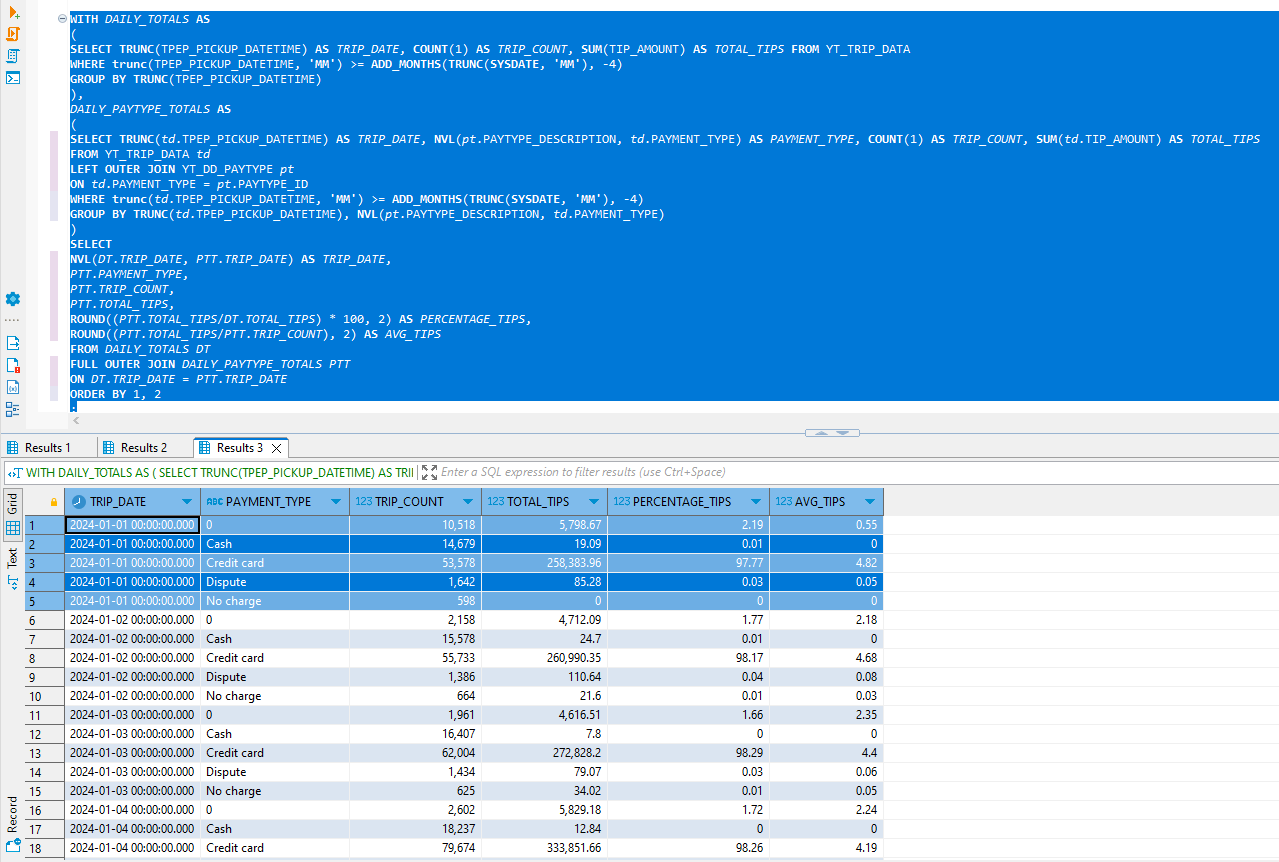 WITH DAILY_TOTALS AS
(
SELECT TRUNC(TPEP_PICKUP_DATETIME) AS TRIP_DATE, COUNT(1) AS TRIP_COUNT, SUM(TIP_AMOUNT) AS TOTAL_TIPS FROM YT_TRIP_DATA
WHERE trunc(TPEP_PICKUP_DATETIME, 'MM') >= ADD_MONTHS(TRUNC(SYSDATE, 'MM'), -4)
GROUP BY TRUNC(TPEP_PICKUP_DATETIME)
),
DAILY_PAYTYPE_TOTALS AS
(
SELECT TRUNC(td.TPEP_PICKUP_DATETIME) AS TRIP_DATE, NVL(pt.PAYTYPE_DESCRIPTION, td.PAYMENT_TYPE) AS PAYMENT_TYPE, COUNT(1) AS TRIP_COUNT, SUM(td.TIP_AMOUNT) AS TOTAL_TIPS
FROM YT_TRIP_DATA td
LEFT OUTER JOIN YT_DD_PAYTYPE pt
ON td.PAYMENT_TYPE = pt.PAYTYPE_ID
WHERE trunc(td.TPEP_PICKUP_DATETIME, 'MM') >= ADD_MONTHS(TRUNC(SYSDATE, 'MM'), -4)
GROUP BY TRUNC(td.TPEP_PICKUP_DATETIME), NVL(pt.PAYTYPE_DESCRIPTION, td.PAYMENT_TYPE)
)
SELECT
NVL(DT.TRIP_DATE, PTT.TRIP_DATE) AS TRIP_DATE,
PTT.PAYMENT_TYPE,
PTT.TRIP_COUNT,
PTT.TOTAL_TIPS,
ROUND((PTT.TOTAL_TIPS/DT.TOTAL_TIPS) * 100, 2) AS PERCENTAGE_TIPS,
ROUND((PTT.TOTAL_TIPS/PTT.TRIP_COUNT), 2) AS AVG_TIPS
FROM DAILY_TOTALS DT
FULL OUTER JOIN DAILY_PAYTYPE_TOTALS PTT
ON DT.TRIP_DATE = PTT.TRIP_DATE
ORDER BY 1, 2
;
Results 1 Results 2 Results 3
WITH DAILY_TOTALS AS ( SELECT TRUNC(TPEP_PICKUP_DATETIME) AS TRII Enter a SQL expression to filter results (use Ctrl+Space)
Grid
Text
Record
TRIP_DATE ABC PAYMENT_TYPE 123 TRIP_COUNT 123 TOTAL_TIPS 123 PERCENTAGE_TIPS 123 AVG_TIPS
1 2024-01-01 00:00:00.000 0 10,518 5,798.67 2.19 0.55
2 2024-01-01 00:00:00.000 Cash 14,679 19.09 0.01 0
3 2024-01-01 00:00:00.000 Credit card 53,578 258,383.96 97.77 4.82
4 2024-01-01 00:00:00.000 Dispute 1,642 85.28 0.03 0.05
5 2024-01-01 00:00:00.000 No charge 598 0 0 0
6 2024-01-02 00:00:00.000 0 2,158 4,712.09 1.77 2.18
7 2024-01-02 00:00:00.000 Cash 15,578 24.7 0.01 0
8 2024-01-02 00:00:00.000 Credit card 55,733 260,990.35 98.17 4.68
9 2024-01-02 00:00:00.000 Dispute 1,386 110.64 0.04 0.08
10 2024-01-02 00:00:00.000 No charge 664 21.6 0.01 0.03
11 2024-01-03 00:00:00.000 0 1,961 4,616.51 1.66 2.35
12 2024-01-03 00:00:00.000 Cash 16,407 7.8 0 0
13 2024-01-03 00:00:00.000 Credit card 62,004 272,828.2 98.29 4.4
14 2024-01-03 00:00:00.000 Dispute 1,434 79.07 0.03 0.06
15 2024-01-03 00:00:00.000 No charge 625 34.02 0.01 0.05
16 2024-01-04 00:00:00.000 0 2,602 5,829.18 1.72 2.24
17 2024-01-04 00:00:00.000 Cash 18,237 12.84 0 0
18 2024-01-04 00:00:00.000 Credit card 79,674 333,851.66 98.26 4.19